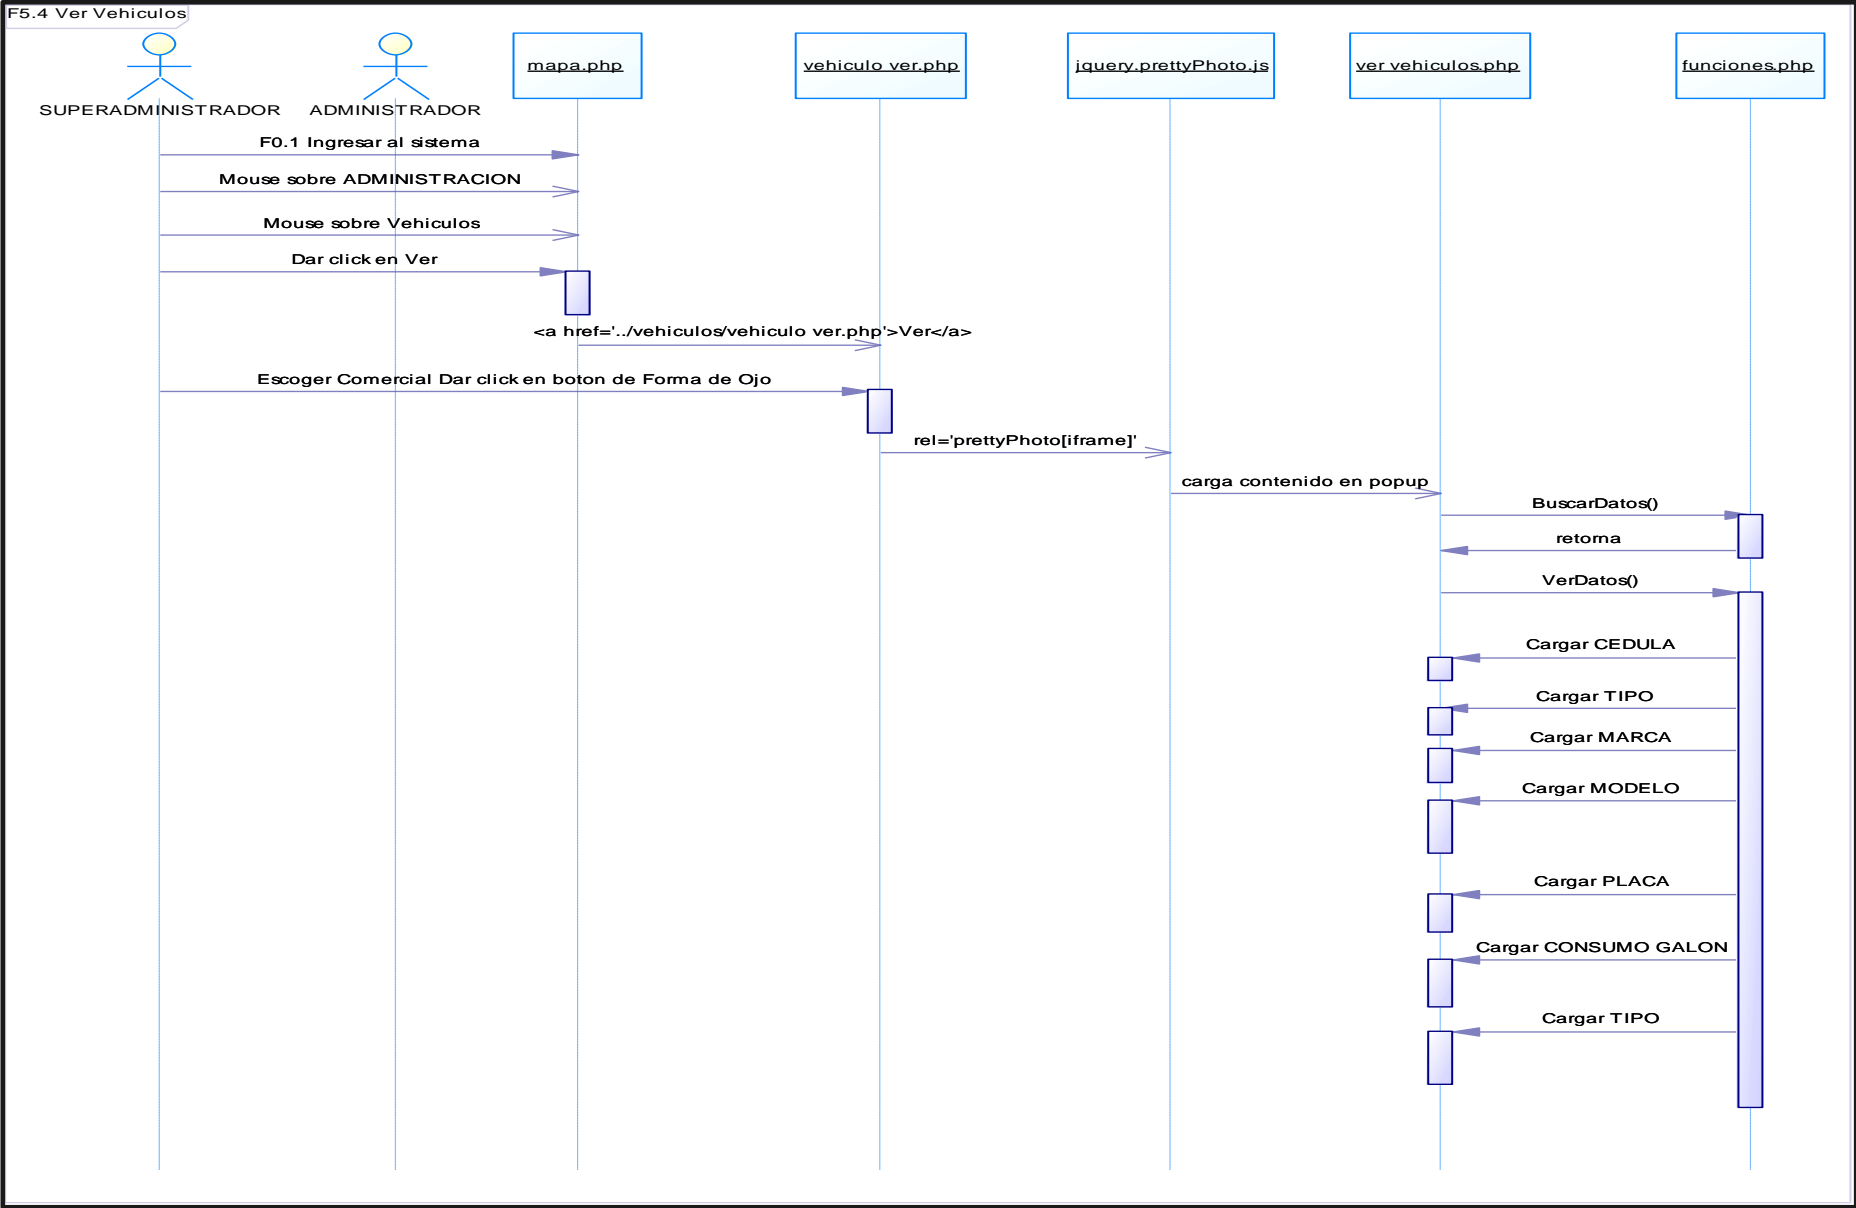 F5.4 Ver Vehiculos
SUPERADMINISTRADOR
ADMINISTRADOR
mapa.php
vehiculo ver.php
jquery.prettyPhoto.js
ver vehiculos.php
funciones.php
F0.1 Ingresar al sistema
Mouse sobre ADMINISTRACION
Mouse sobre Vehiculos
Dar click en Ver
<a href='../vehiculos/vehiculo ver.php'>Ver</a>
Escoger Comercial Dar click en boton de Forma de Ojo
rel='prettyPhoto[iframe]'
carga contenido en popup
BuscarDatos()
retorna
VerDatos()
Cargar CEDULA
Cargar TIPO
Cargar MARCA
Cargar MODELO
Cargar PLACA
Cargar CONSUMO GALON
Cargar TIPO